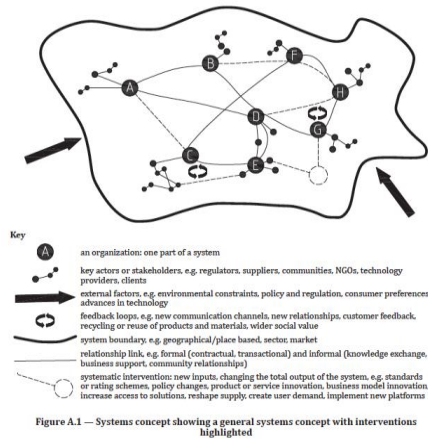 A
B
F
H
D
G
C
E
Key
A
an organization: one part of a system
key actors or stakeholders, e.g. regulators, suppliers, communities, NGOs, technology
providers, clients
external factors, e.g. environmental constraints, policy and regulation, consumer preferences
advances in technology
feedback loops, e.g. new communication channels, new relationships, customer feedback,
recycling or reuse of products and materials, wider social value
system boundary, e.g. geographical/place based, sector, market
relationship link, e.g. formal (contractual, transactional) and informal (knowledge exchange,
business support, community relationships)
systematic intervention: new inputs, changing the total output of the system, e.g. standards
or rating schemes, policy changes, product or service innovation, business model innovation
increase access to solutions, reshape supply, create user demand, implement new platforms
Figure A.1 — Systems concept showing a general systems concept with interventions
highlighted